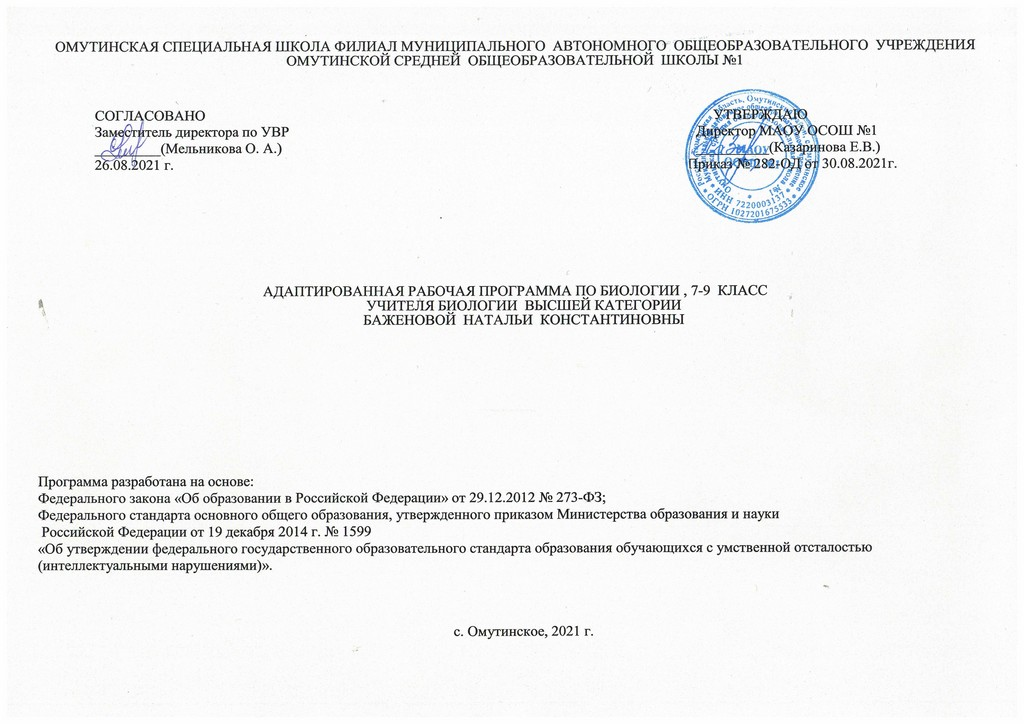 ОМУТИНСКАЯ СПЕЦИАЛЬНАЯ ШКОЛА ФИЛИАЛ МУНИЦИПАЛЬНОГО АВТОНОМНОГО ОБЩЕОБРАЗОВАТЕЛЬНОГО УЧРЕЖДЕНИЯ
ОМУТИНСКОЙ СРЕДНЕЙ ОБЩЕОБРАЗОВАТЕЛЬНОЙ ШКОЛЫ №1
СОГЛАСОВАНО
Заместитель директора по УВР
_________(Мельникова О. А.)
26.08.2021 г.
УТВЕРЖДАЮ
Директор МАОУ ОСОШ №1
(Казаринова Е.В.)
Приказ № 282-ОД от 30.08.2021г.
ИНН 7220003137
ОГРН 1027201675533
АДАПТИРОВАННАЯ РАБОЧАЯ ПРОГРАММА ПО БИОЛОГИИ , 7-9 КЛАСС
УЧИТЕЛЯ БИОЛОГИИ ВЫСШЕЙ КАТЕГОРИИ
БАЖЕНОВОЙ НАТАЛЬИ КОНСТАНТИНОВНЫ
Программа разработана на основе:
Федерального закона «Об образовании в Российской Федерации» от 29.12.2012 № 273-ФЗ;
Федерального стандарта основного общего образования, утвержденного приказом Министерства образования и науки
Российской Федерации от 19 декабря 2014 г. № 1599
«Об утверждении федерального государственного образовательного стандарта образования обучающихся с умственной отсталостью
(интеллектуальными нарушениями)».
с. Омутинское, 2021 г.